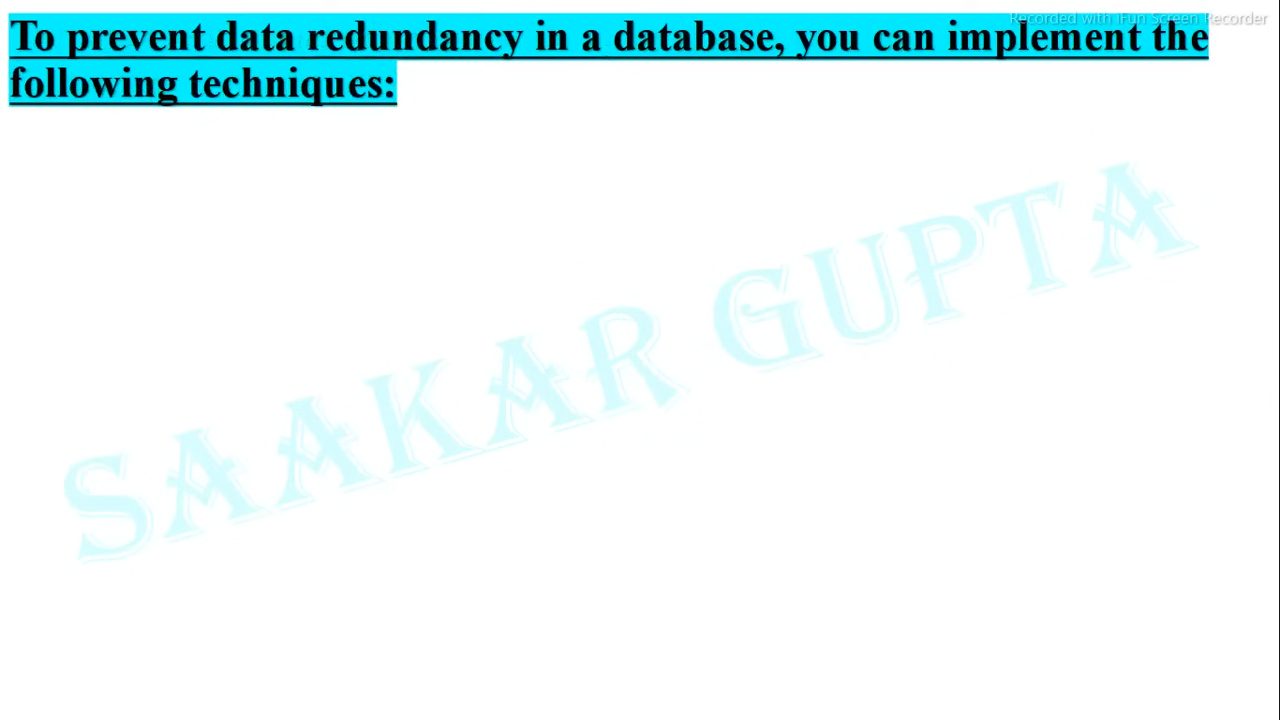 Recorded with iFun Screen Recorder
To prevent data redundancy in a database, you can implement the
following techniques:
SAAKAR GUPTA